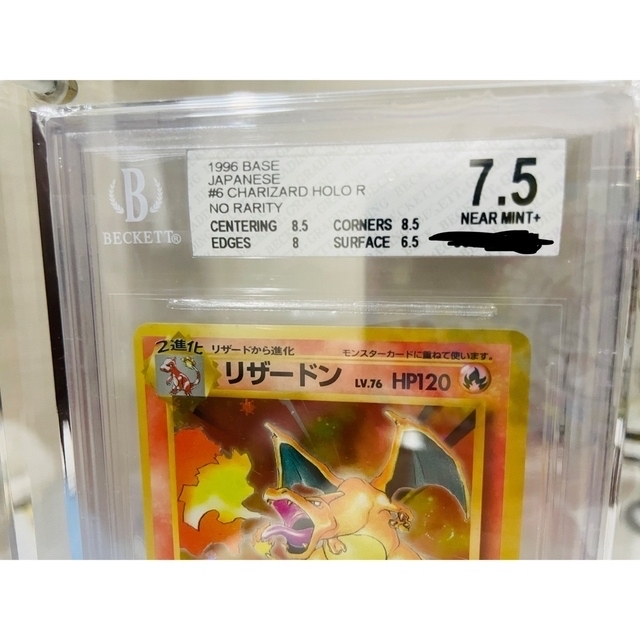 1996 BASE
JAPANESE
#6 CHARIZARD HOLO R
NO RARITY
CENTERING 8.5 CORNERS 8.5
EDGES 8 SURFACE 6.5
7.5
NEAR MINT+
B
BECKETT®
2進化 リザードから進化 モンスターカードに重ねて使います。
リザードン LV.76 HP120